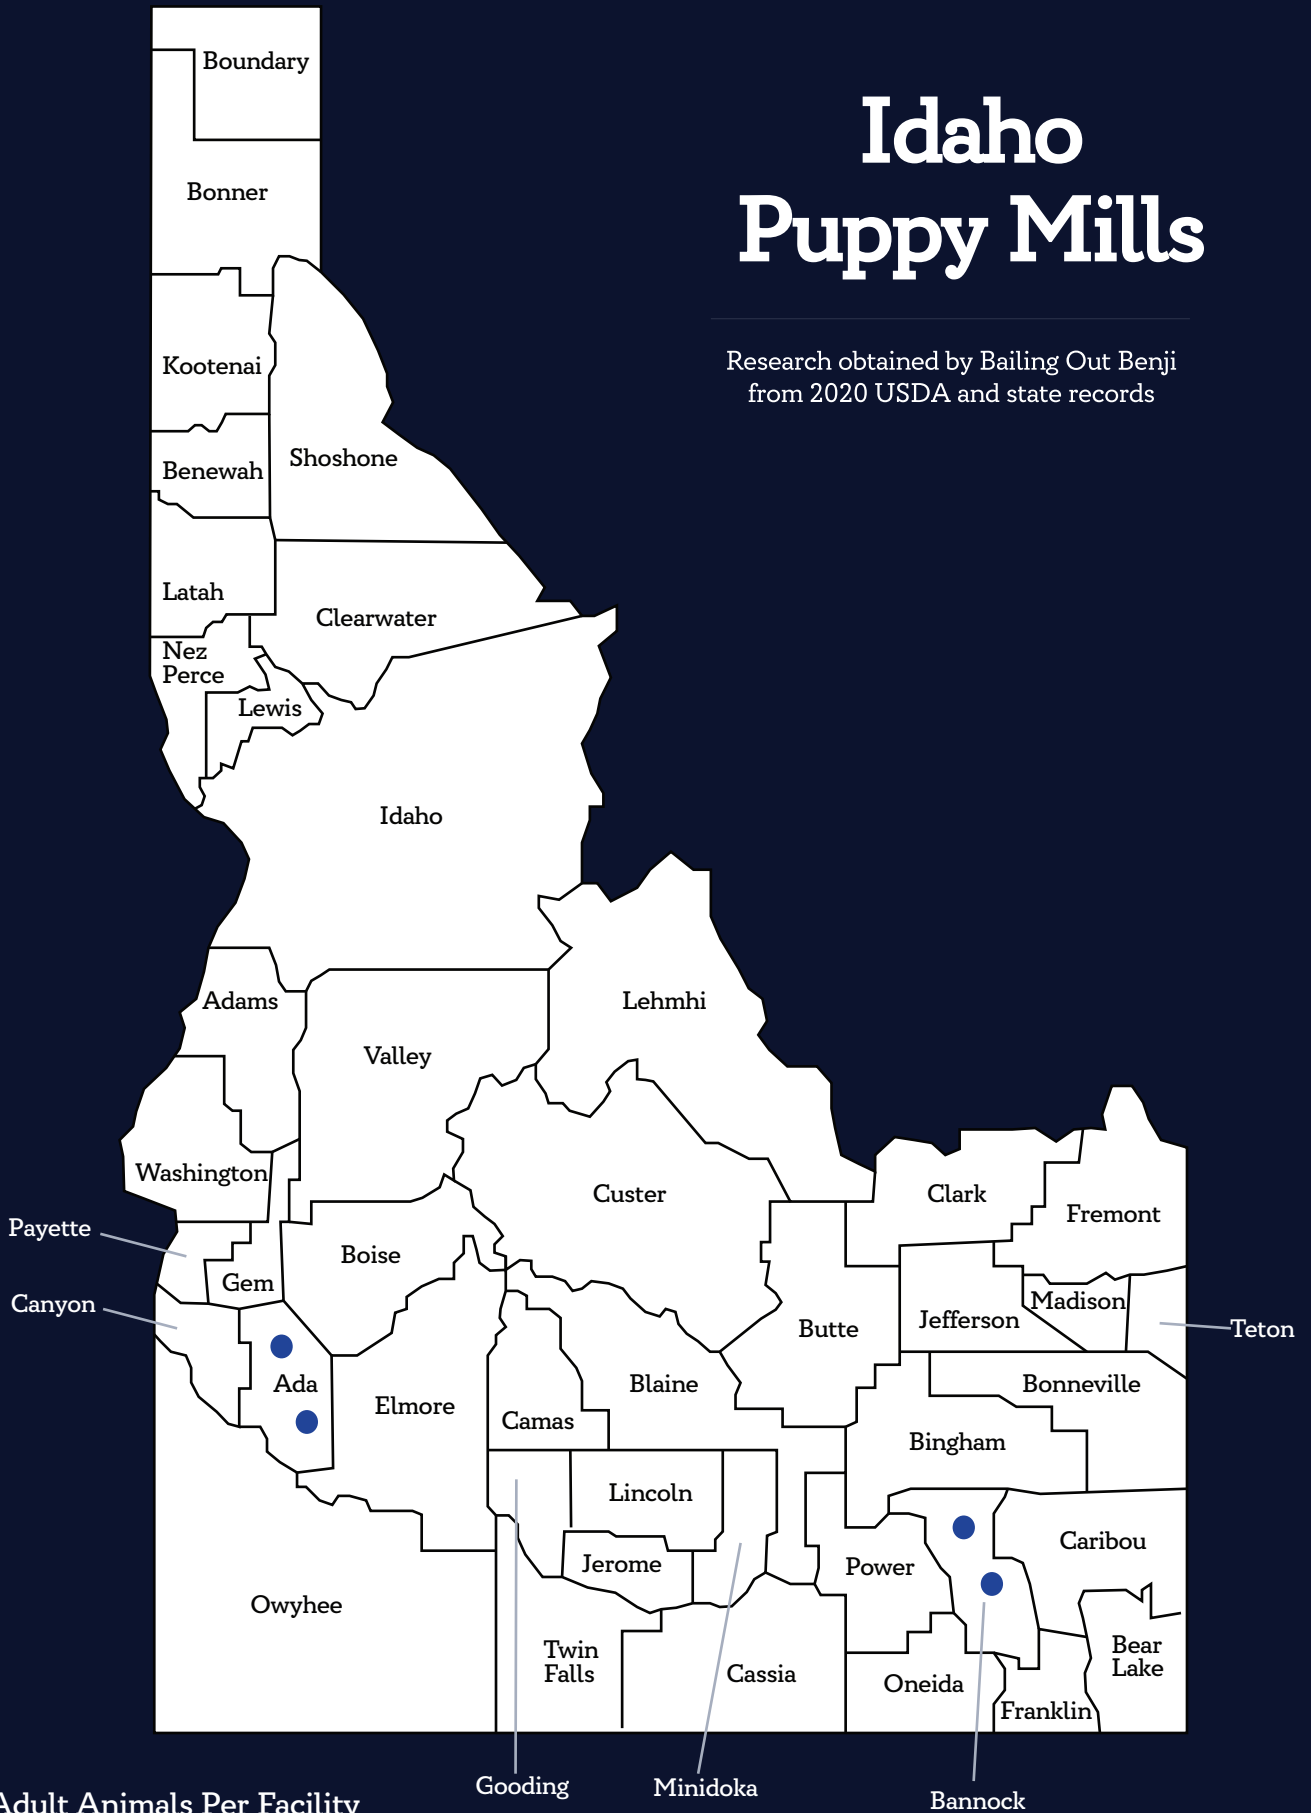 Idaho
Puppy Mills
Research obtained by Bailing Out Benji
from 2020 USDA and state records
Boundary
Bonner
Kootenai
Shoshone
Benewah
Latah
Clearwater
Nez
Perce
Lewis
Idaho
Adams
Lehmhi
Valley
Washington
Custer
Clark
Fremont
Payette
Boise
Gem
Canyon
Madison
Jefferson
Butte
Teton
Ada
Blaine
Bonneville
Elmore
Camas
Bingham
Lincoln
Caribou
Jerome
Power
Owyhee
Twin
Falls
Cassia
Bear
Lake
Oneida
Franklin
Gooding
Minidoka
Bannock
Adult Animals Per Facility